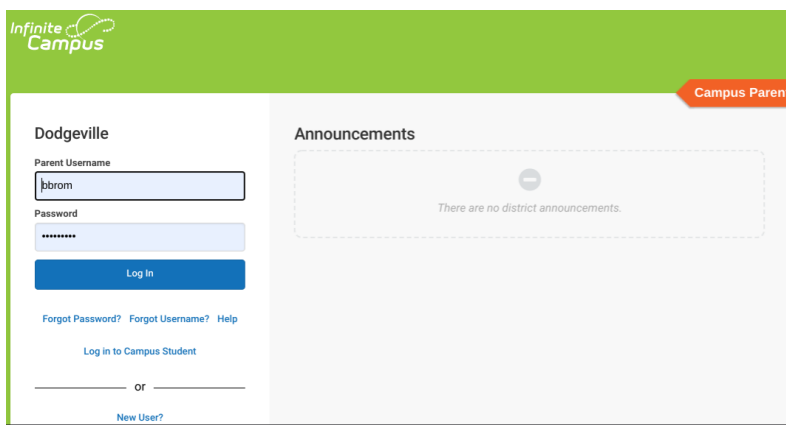 Infinite
Campus
Campus Paren
Dodgeville
Parent Username
bbrom
Password
•••••••••
Log In
Forgot Password? Forgot Username? Help
Log in to Campus Student
or
New User?
Announcements
There are no district announcements.